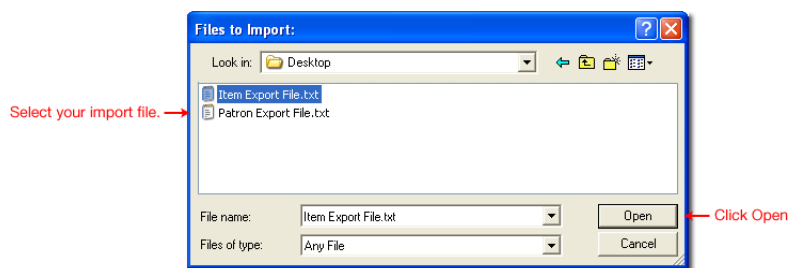 Files to Import:
Look in: Desktop
Item Export File.txt
Select your import file.
Patron Export File.txt
File name: Item Export File.txt Open
Click Open
Files of type: Any File Cancel